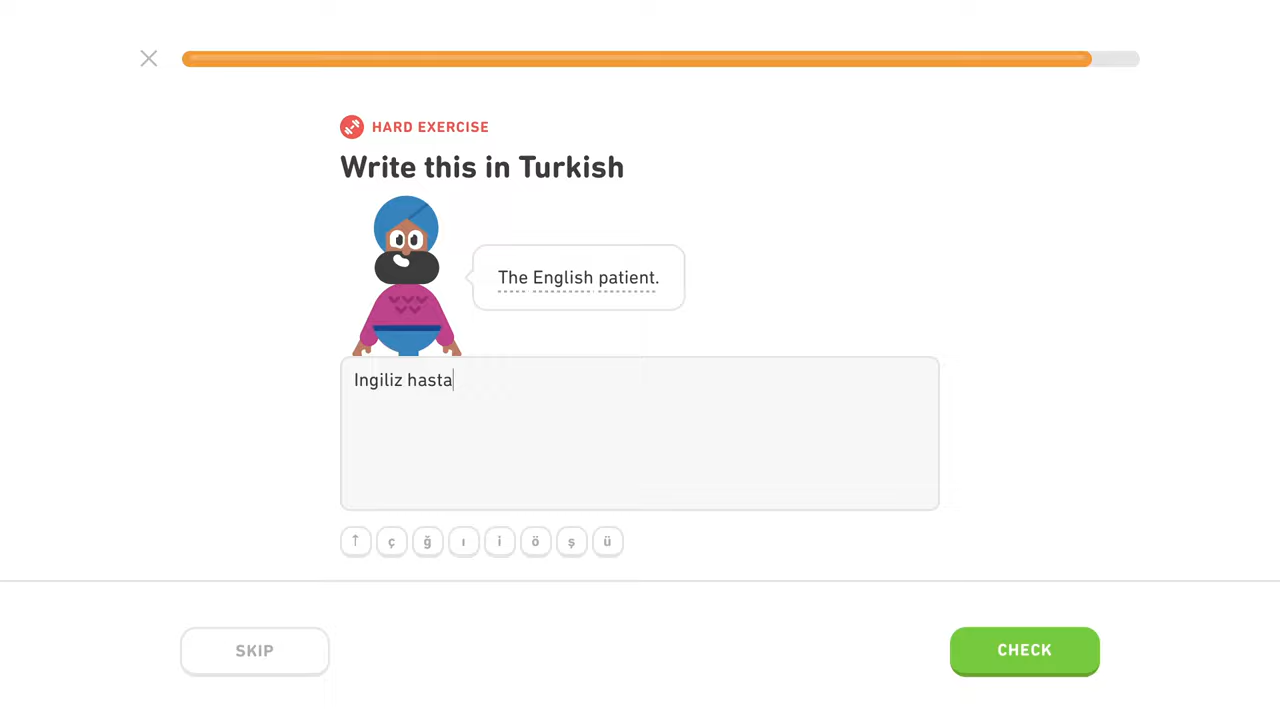 HARD EXERCISE
Write this in Turkish
The English patient.
Ingiliz hasta
↑ ç ğ ı i ö ş ü
SKIP
CHECK